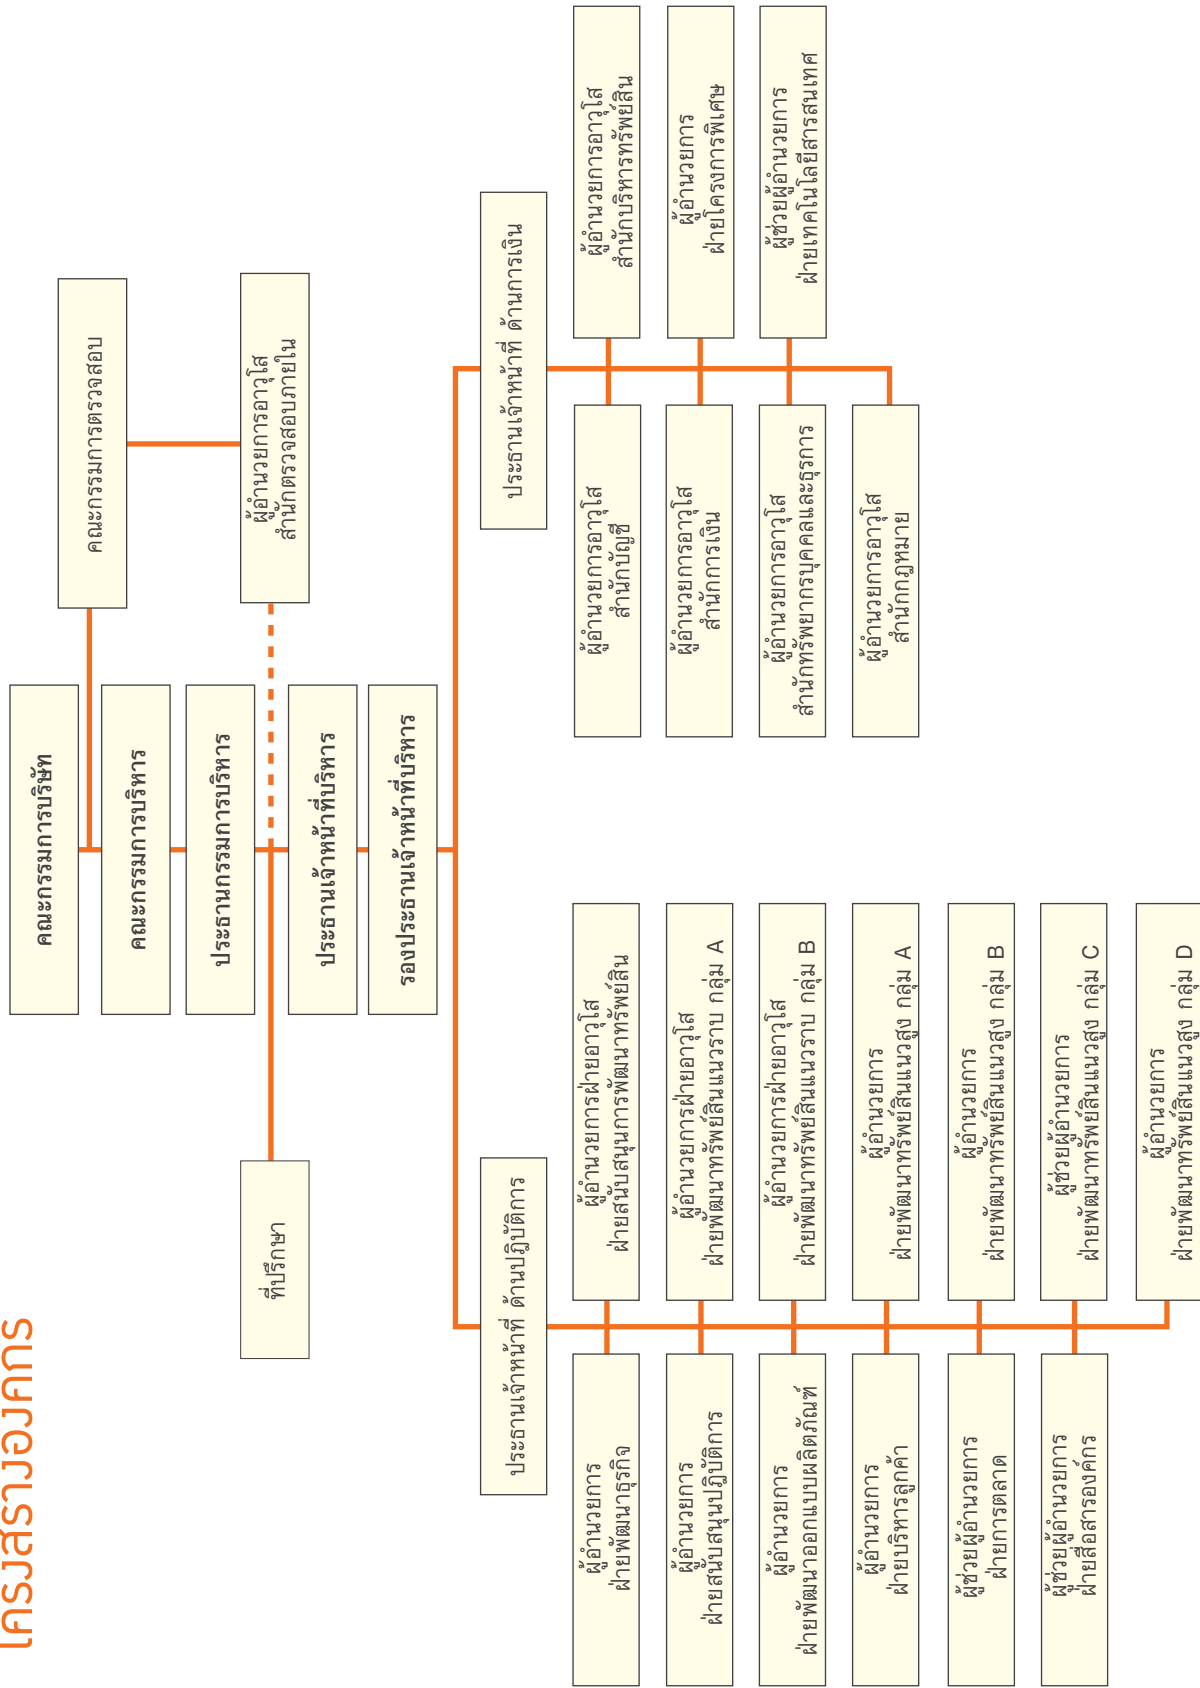 โครงสร้างองค์กร
คณะกรรมการบริษัท
คณะกรรมการตรวจสอบ
คณะกรรมการบริหาร
ประธานกรรมการบริหาร
ที่ปรึกษา
ผู้อำนวยการอาวุโส
สำนักตรวจสอบภายใน
ประธานเจ้าหน้าที่บริหาร
รองประธานเจ้าหน้าที่บริหาร
ประธานเจ้าหน้าที่ ด้านปฏิบัติการ
ผู้อำนวยการ
ฝ่ายพัฒนาธุรกิจ
ผู้อำนวยการฝ่ายอาวุโส
ฝ่ายสนับสนุนการพัฒนาทรัพย์สิน
ผู้อำนวยการ
ฝ่ายสนับสนุนปฏิบัติการ
ผู้อำนวยการฝ่ายอาวุโส
ฝ่ายพัฒนาทรัพย์สินแนวราบ กลุ่ม A
ผู้อำนวยการ
ฝ่ายพัฒนาออกแบบผลิตภัณฑ์
ผู้อำนวยการฝ่ายอาวุโส
ฝ่ายพัฒนาทรัพย์สินแนวราบ กลุ่ม B
ผู้อำนวยการ
ฝ่ายบริหารลูกค้า
ผู้อำนวยการ
ฝ่ายพัฒนาทรัพย์สินแนวสูง กลุ่ม A
ผู้ช่วยผู้อำนวยการ
ฝ่ายการตลาด
ผู้อำนวยการ
ฝ่ายพัฒนาทรัพย์สินแนวสูง กลุ่ม B
ผู้ช่วยผู้อำนวยการ
ฝ่ายสื่อสารองค์กร
ผู้ช่วยผู้อำนวยการ
ฝ่ายพัฒนาทรัพย์สินแนวสูง กลุ่ม C
ผู้อำนวยการ
ฝ่ายพัฒนาทรัพย์สินแนวสูง กลุ่ม D
ประธานเจ้าหน้าที่ ด้านการเงิน
ผู้อำนวยการอาวุโส
สำนักบัญชี
ผู้อำนวยการอาวุโส
สำนักบริหารทรัพย์สิน
ผู้อำนวยการอาวุโส
สำนักการเงิน
ผู้อำนวยการ
ฝ่ายโครงการพิเศษ
ผู้อำนวยการอาวุโส
สำนักทรัพยากรบุคคลและธุรการ
ผู้ช่วยผู้อำนวยการ
ฝ่ายเทคโนโลยีสารสนเทศ
ผู้อำนวยการอาวุโส
สำนักกฎหมาย